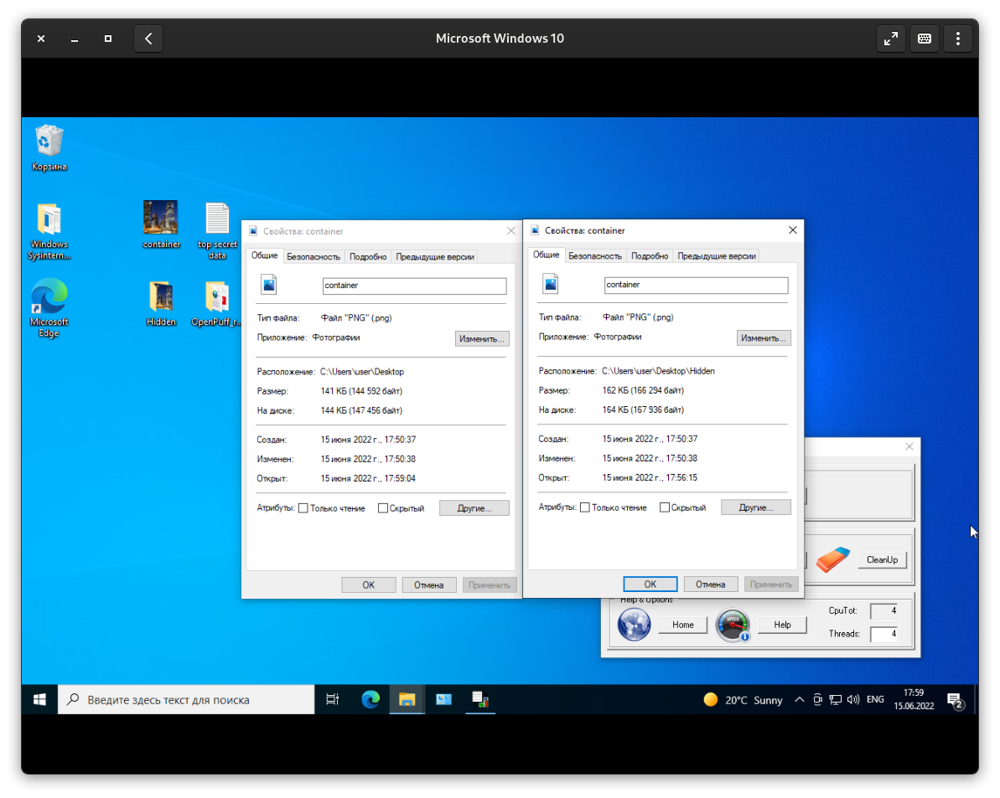 Microsoft Windows 10
Корзина
Windows
Sysintern...
container
top secret
data
Microsoft
Edge
Hidden
OpenPuff_r...
Свойства: container
Общие Безопасность Подробно Предыдущие версии
container
Тип файла: Файл "PNG" (.png)
Приложение: Фотографии Изменить...
Расположение: C:\Users\user\Desktop
Размер: 141 КБ (144 592 байт)
На диске: 144 КБ (147 456 байт)
Создан: 15 июня 2022 г., 17:50:37
Изменен: 15 июня 2022 г., 17:50:38
Открыт: 15 июня 2022 г., 17:59:04
Атрибуты: Только чтение Скрытый Другие...
OK Отмена Применить
Свойства: container
Общие Безопасность Подробно Предыдущие версии
container
Тип файла: Файл "PNG" (.png)
Приложение: Фотографии Изменить...
Расположение: C:\Users\user\Desktop\Hidden
Размер: 162 КБ (166 294 байт)
На диске: 164 КБ (167 936 байт)
Создан: 15 июня 2022 г., 17:50:37
Изменен: 15 июня 2022 г., 17:50:38
Открыт: 15 июня 2022 г., 17:56:15
Атрибуты: Только чтение Скрытый Другие...
OK Отмена Применить
CleanUp
Help & Options
Home
SPEED
Help
CpuTot: 4
Threads: 4
Введите здесь текст для поиска
20°C Sunny
ENG
17:59
15.06.2022
2